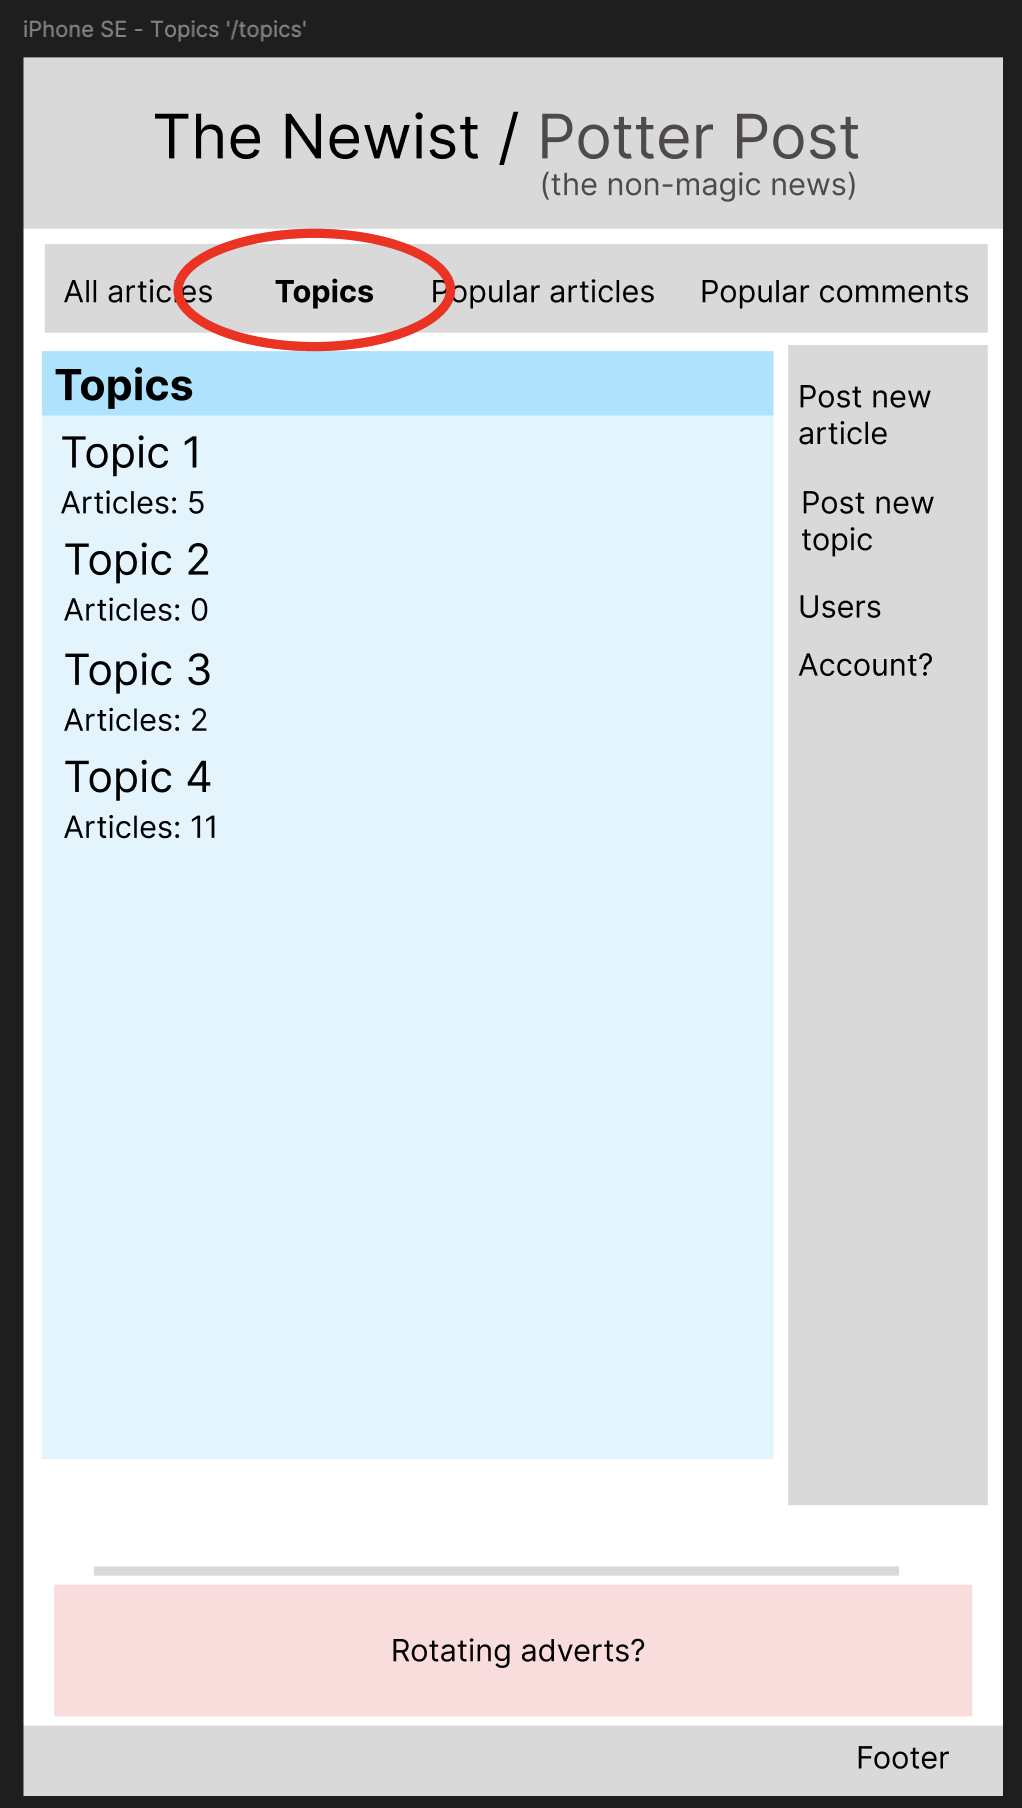 iPhone SE - Topics '/topics'
The Newist / Potter Post
(the non-magic news)
All articles Topics Popular articles Popular comments
Topics
Topic 1
Articles: 5
Topic 2
Articles: 0
Topic 3
Articles: 2
Topic 4
Articles: 11
Post new
article
Post new
topic
Users
Account?
Rotating adverts?
Footer